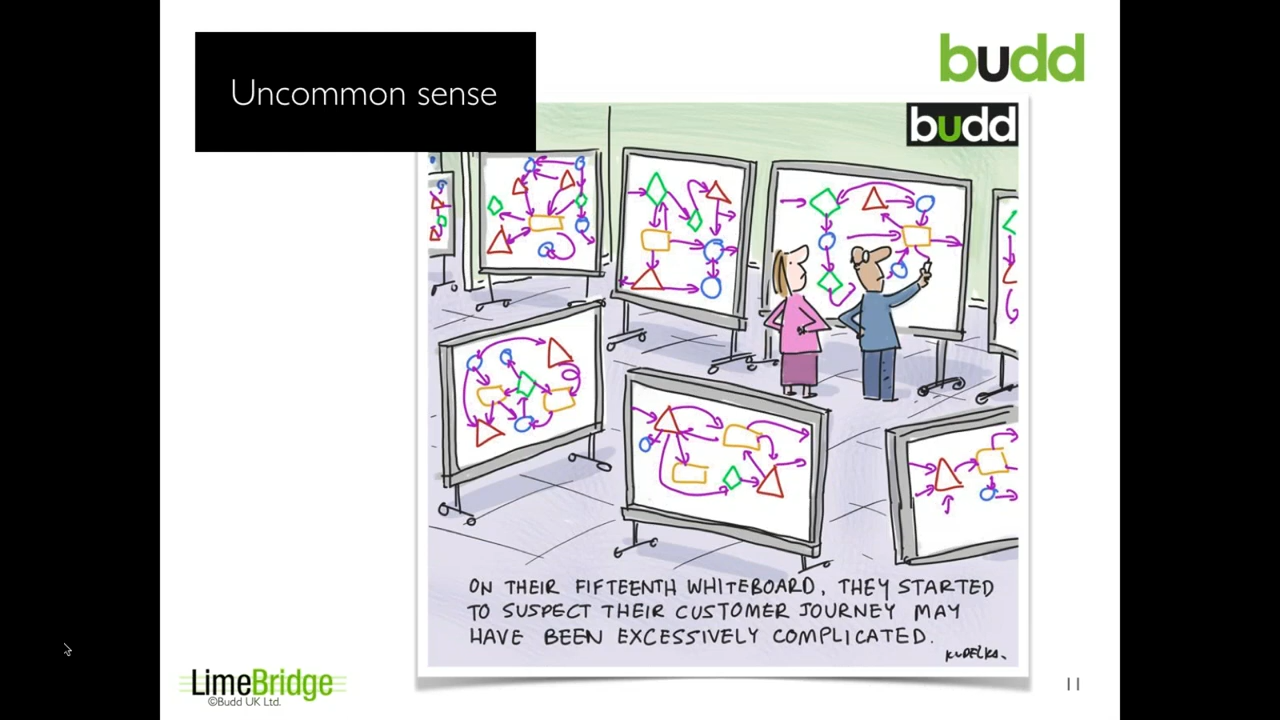 Uncommon sense
budd
budd
ON THEIR FIFTEENTH WHITEBOARD, THEY STARTED
TO SUSPECT THEIR CUSTOMER JOURNEY MAY
HAVE BEEN EXCESSIVELY COMPLICATED.
KUDELKA.
LimeBridge
©Budd UK Ltd.
11